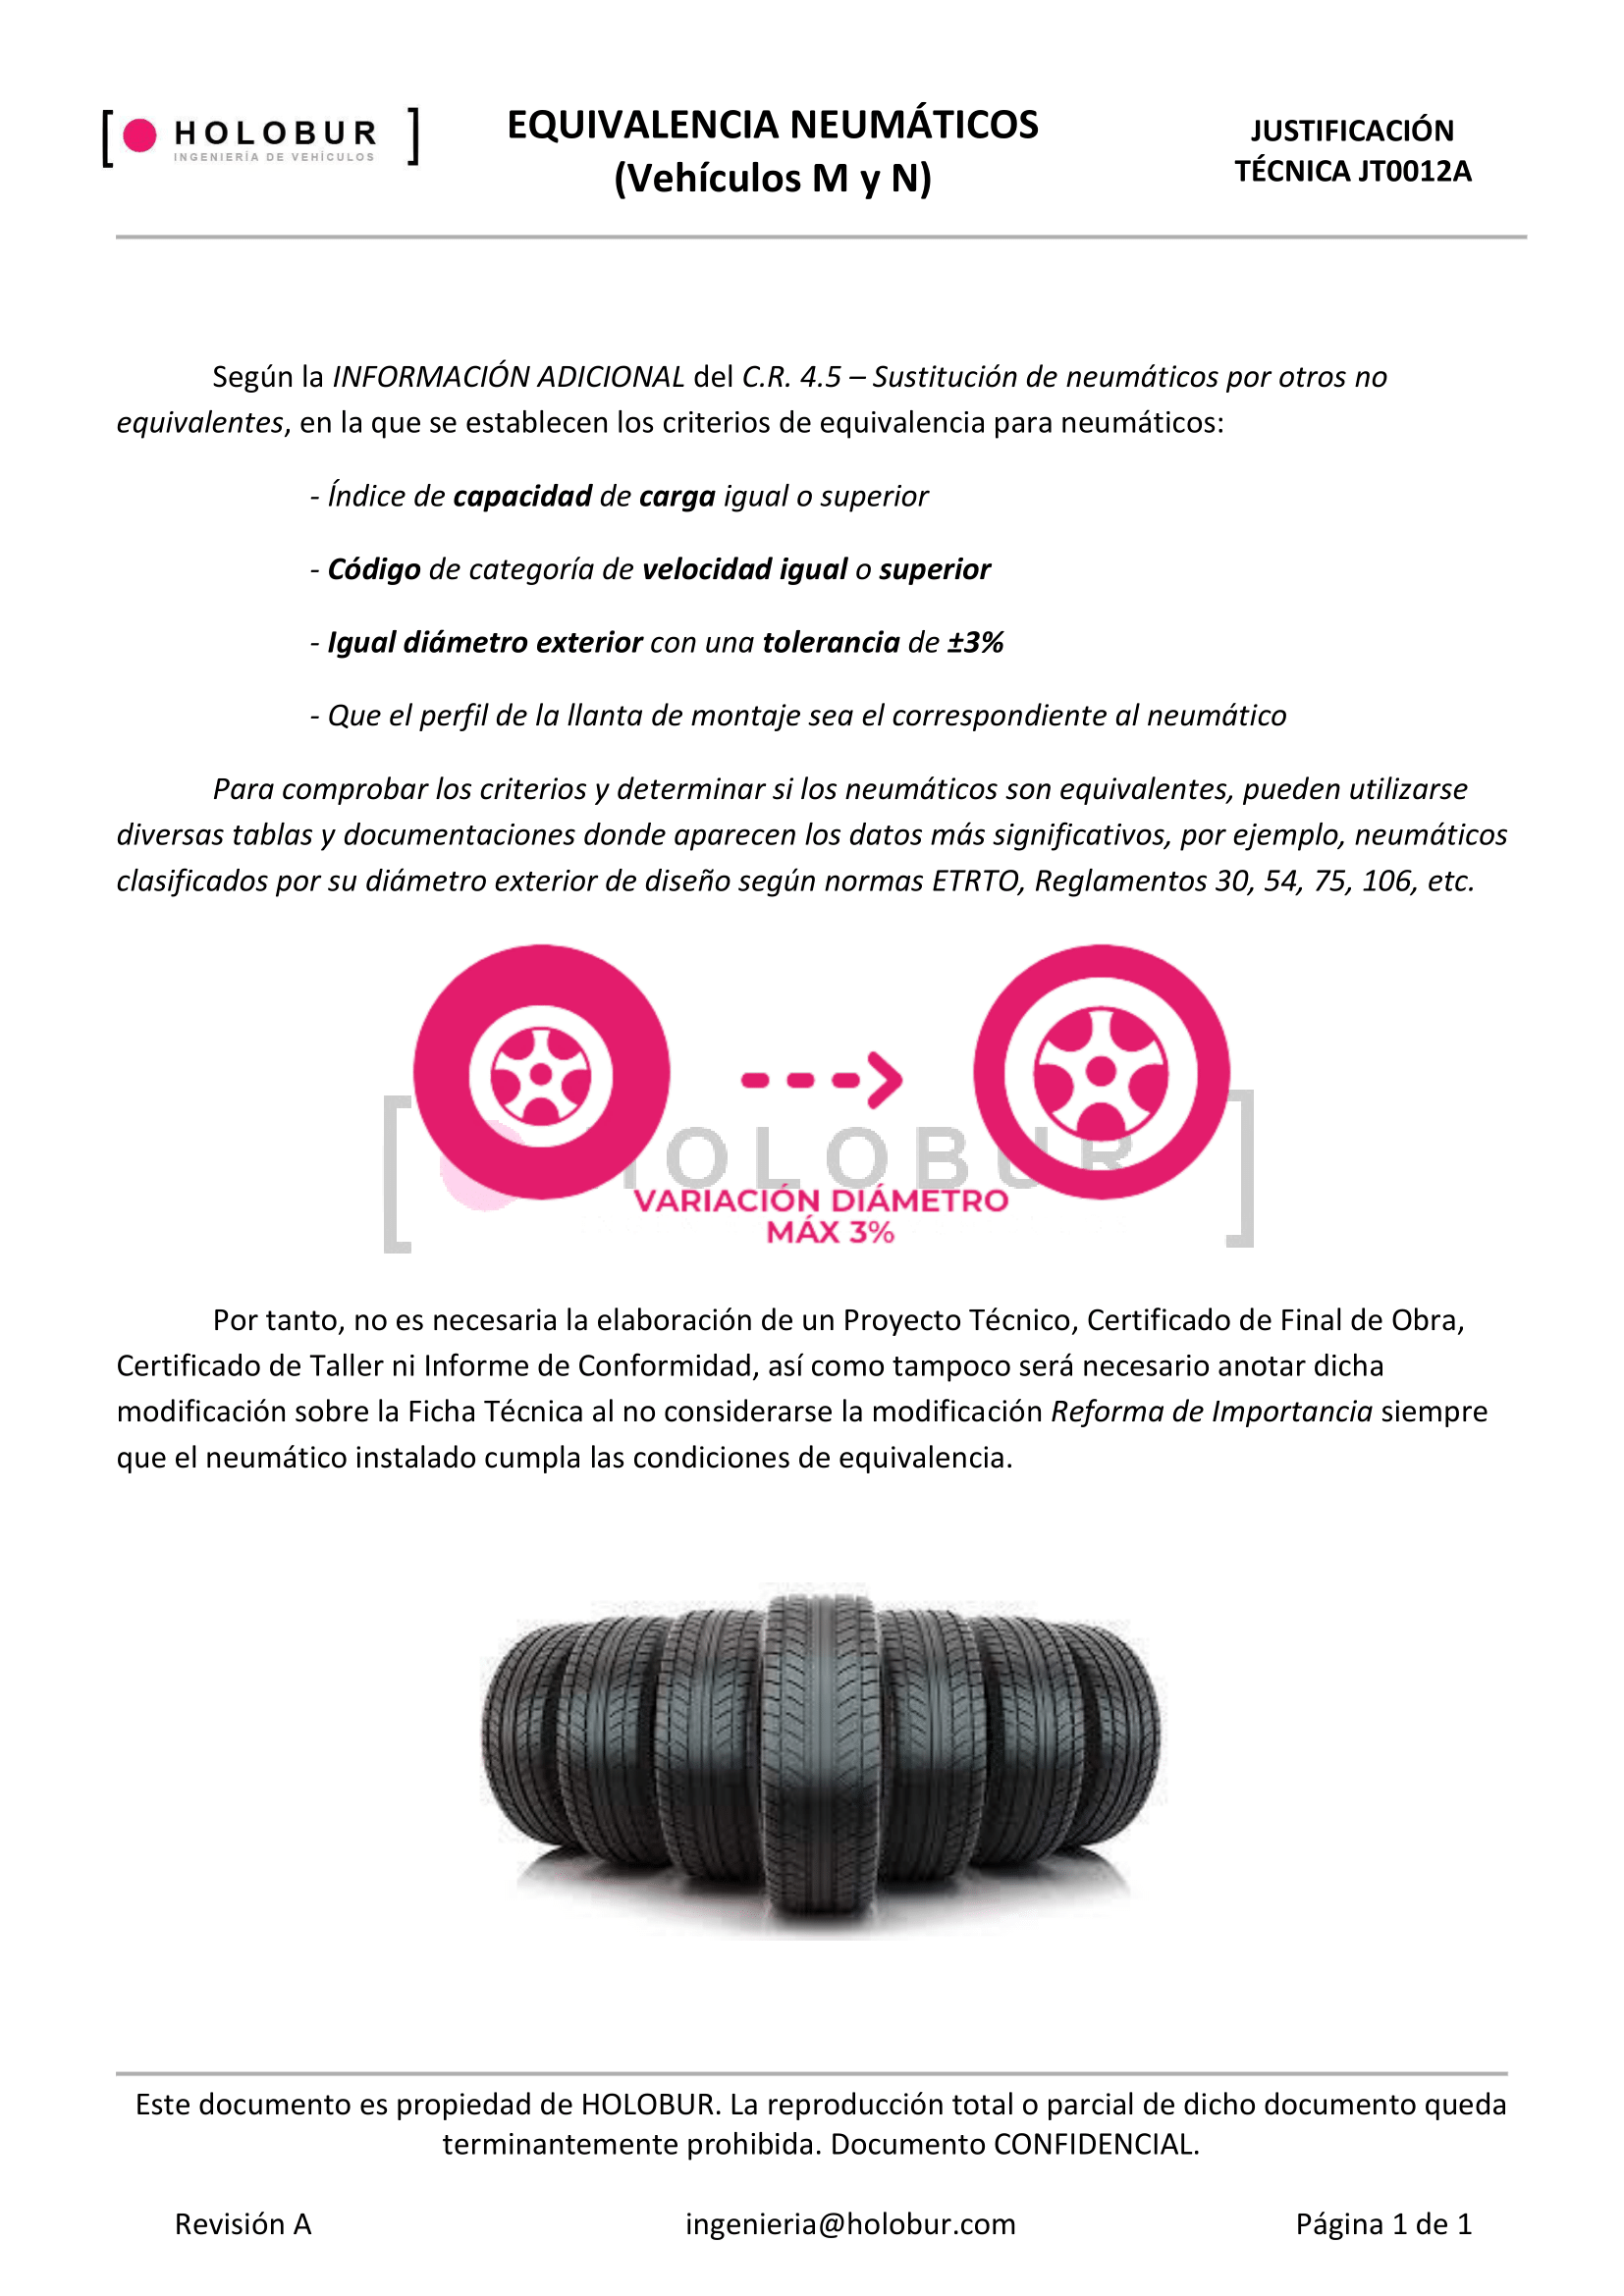 [ HOLOBUR ]
INGENIERÍA DE VEHÍCULOS
EQUIVALENCIA NEUMÁTICOS
(Vehículos M y N)
JUSTIFICACIÓN
TÉCNICA JT0012A
Según la INFORMACIÓN ADICIONAL del C.R. 4.5 – Sustitución de neumáticos por otros no
equivalentes, en la que se establecen los criterios de equivalencia para neumáticos:
- Índice de capacidad de carga igual o superior
- Código de categoría de velocidad igual o superior
- Igual diámetro exterior con una tolerancia de ±3%
- Que el perfil de la llanta de montaje sea el correspondiente al neumático
Para comprobar los criterios y determinar si los neumáticos son equivalentes, pueden utilizarse
diversas tablas y documentaciones donde aparecen los datos más significativos, por ejemplo, neumáticos
clasificados por su diámetro exterior de diseño según normas ETRTO, Reglamentos 30, 54, 75, 106, etc.
[ HOLOBUR ]
VARIACIÓN DIÁMETRO
MÁX 3%
Por tanto, no es necesaria la elaboración de un Proyecto Técnico, Certificado de Final de Obra,
Certificado de Taller ni Informe de Conformidad, así como tampoco será necesario anotar dicha
modificación sobre la Ficha Técnica al no considerarse la modificación Reforma de Importancia siempre
que el neumático instalado cumpla las condiciones de equivalencia.
Este documento es propiedad de HOLOBUR. La reproducción total o parcial de dicho documento queda
terminantemente prohibida. Documento CONFIDENCIAL.
Revisión A
ingenieria@holobur.com
Página 1 de 1